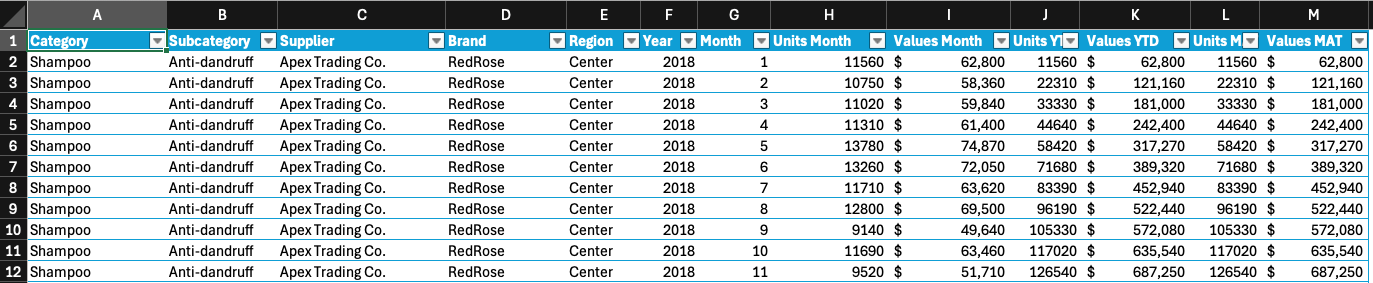 A B C D E F G H I J K L M
1 Category Subcategory Supplier Brand Region Year Month Units Month Values Month Units Y Values YTD Units M Values MAT
2 Shampoo Anti-dandruff Apex Trading Co. RedRose Center 2018 1 11560 $ 62,800 11560 $ 62,800 11560 $ 62,800
3 Shampoo Anti-dandruff Apex Trading Co. RedRose Center 2018 2 10750 $ 58,360 22310 $ 121,160 22310 $ 121,160
4 Shampoo Anti-dandruff Apex Trading Co. RedRose Center 2018 3 11020 $ 59,840 33330 $ 181,000 33330 $ 181,000
5 Shampoo Anti-dandruff Apex Trading Co. RedRose Center 2018 4 11310 $ 61,400 44640 $ 242,400 44640 $ 242,400
6 Shampoo Anti-dandruff Apex Trading Co. RedRose Center 2018 5 13780 $ 74,870 58420 $ 317,270 58420 $ 317,270
7 Shampoo Anti-dandruff Apex Trading Co. RedRose Center 2018 6 13260 $ 72,050 71680 $ 389,320 71680 $ 389,320
8 Shampoo Anti-dandruff Apex Trading Co. RedRose Center 2018 7 11710 $ 63,620 83390 $ 452,940 83390 $ 452,940
9 Shampoo Anti-dandruff Apex Trading Co. RedRose Center 2018 8 12800 $ 69,500 96190 $ 522,440 96190 $ 522,440
10 Shampoo Anti-dandruff Apex Trading Co. RedRose Center 2018 9 9140 $ 49,640 105330 $ 572,080 105330 $ 572,080
11 Shampoo Anti-dandruff Apex Trading Co. RedRose Center 2018 10 11690 $ 63,460 117020 $ 635,540 117020 $ 635,540
12 Shampoo Anti-dandruff Apex Trading Co. RedRose Center 2018 11 9520 $ 51,710 126540 $ 687,250 126540 $ 687,250